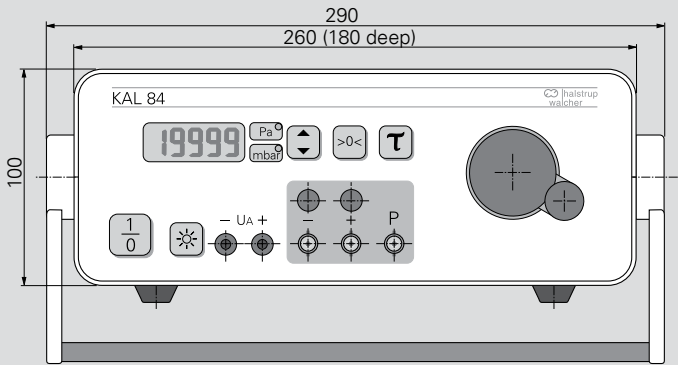 290
260 (180 deep)
KAL 84
halstrup
walcher
100
19999
Pa
mbar
>0<
τ
1
0
– UA +
– + P